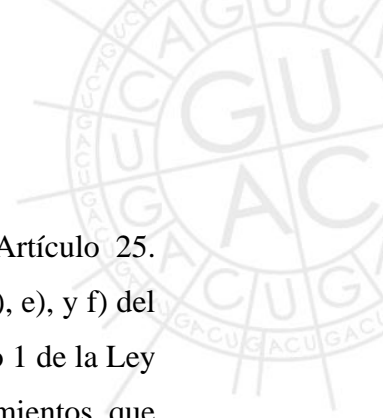 Artículo 25.
), e), y f) del
o 1 de la Ley
mientos que